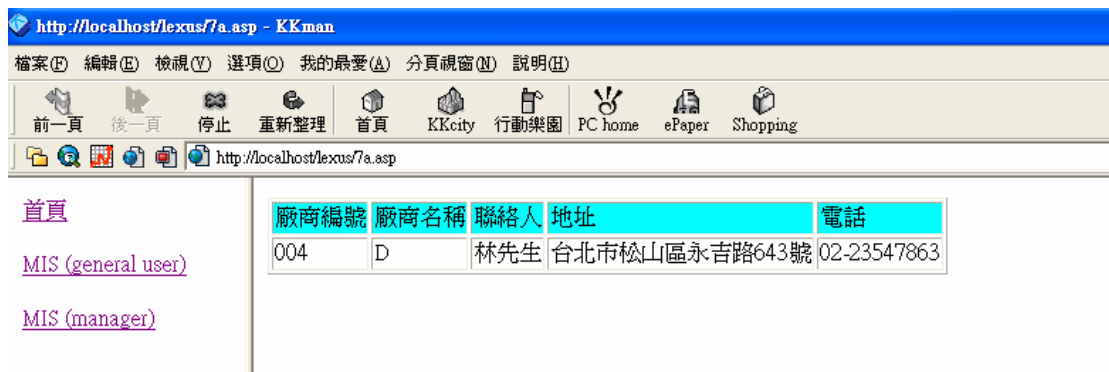 http://localhost/lexus/7a.asp - KKman
檔案(F) 編輯(E) 檢視(V) 選項(O) 我的最愛(A) 分頁視窗(N) 說明(H)
前一頁 後一頁 停止 重新整理 首頁 KKcity 行動樂園 PC home ePaper Shopping
http://localhost/lexus/7a.asp
首頁
MIS (general user)
MIS (manager)
廠商編號 廠商名稱 聯絡人 地址 電話
004 D 林先生 台北市松山區永吉路643號 02-23547863